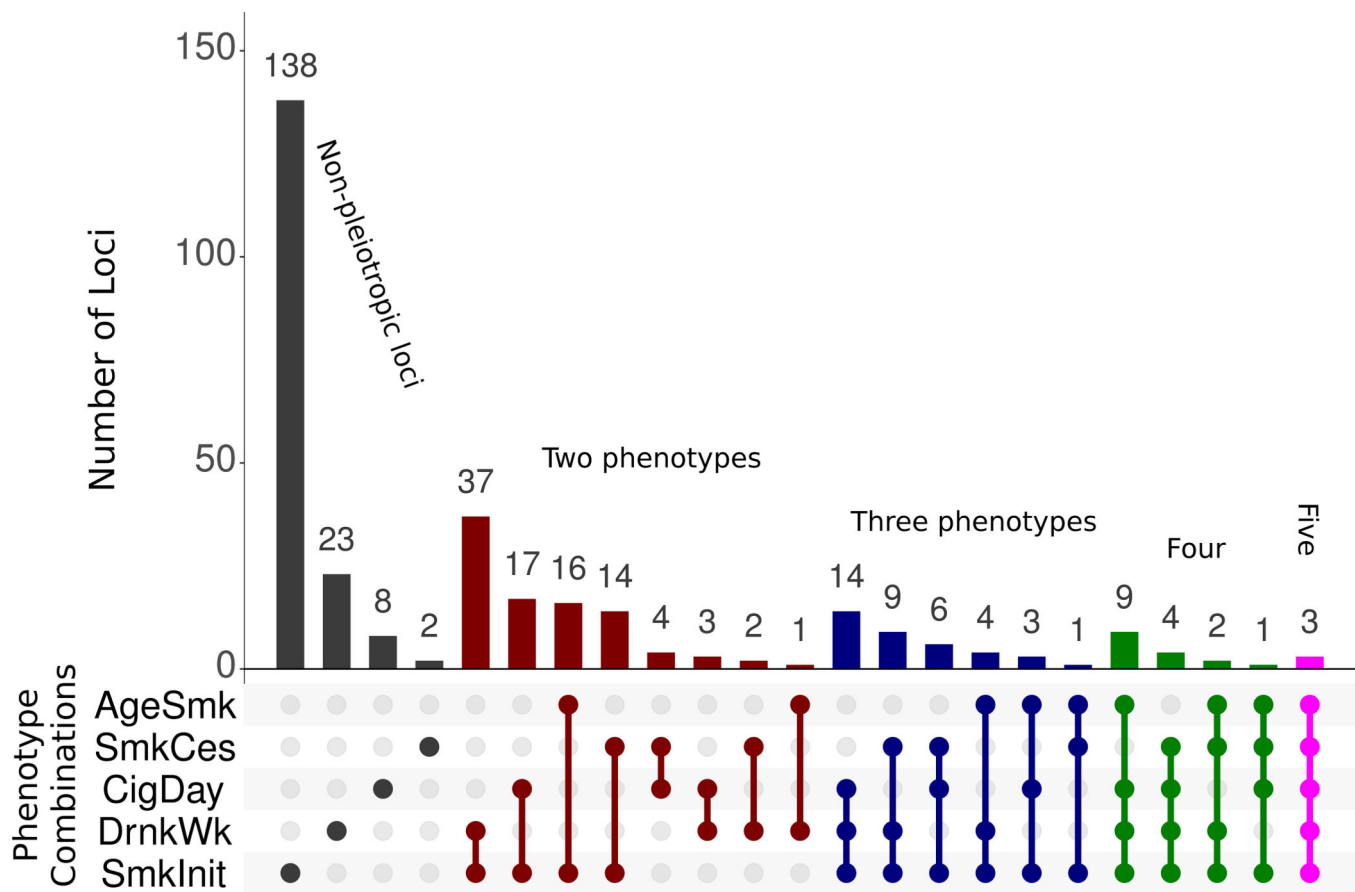 150
138
Non-pleiotropic loci
100
Number of Loci
50
Two phenotypes
37
23
8
2
17
16
14
4
3
2
1
Three phenotypes
14
9
6
4
3
1
Four
9
4
2
1
Five
3
0
Phenotype
Combinations
AgeSmk
SmkCes
CigDay
DrnkWk
SmkInit